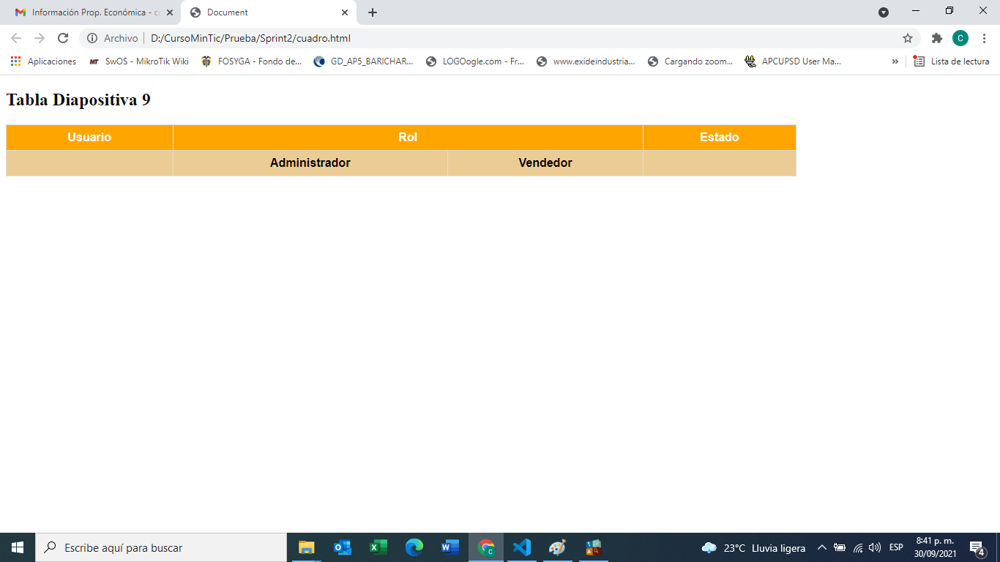 Información Prop. Económica - c
Document
Archivo
D:/CursoMinTic/Prueba/Sprint2/cuadro.html
C
Aplicaciones
MT SwOS - MikroTik Wiki
FOSYGA - Fondo de...
GD_AP5_BARICHAR...
LOGOogle.com - Fr...
www.exideindustria...
Cargando zoom...
APCUPSD User Ma...
»
Lista de lectura
Tabla Diapositiva 9
Usuario Rol Estado
Administrador Vendedor
Escribe aquí para buscar
23°C Lluvia ligera
ESP
8:41 p. m.
30/09/2021
4